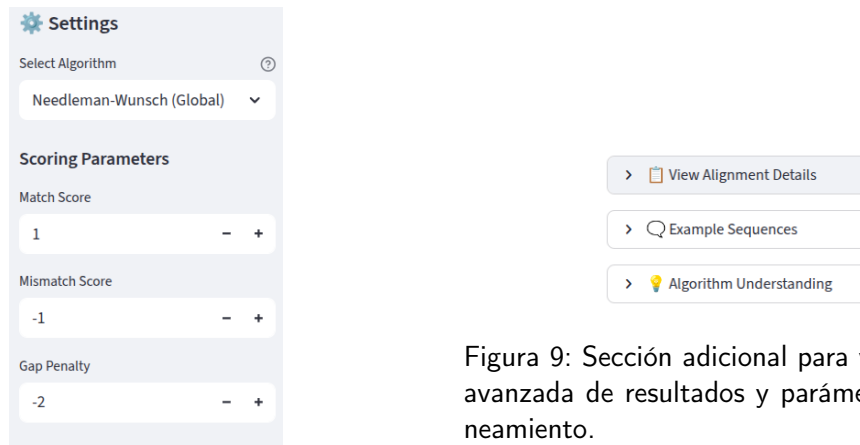 Settings
Select Algorithm
Needleman-Wunsch (Global)
Scoring Parameters
Match Score
1 - +
Mismatch Score
-1 - +
Gap Penalty
-2 - +
View Alignment Details
Example Sequences
Algorithm Understanding
Figura 9: Sección adicional para
avanzada de resultados y
neamiento.